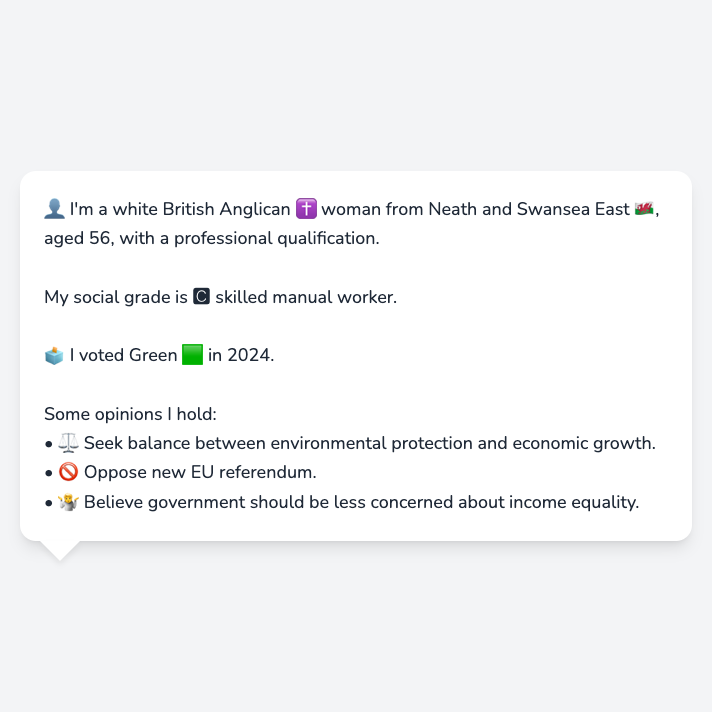 👤 I'm a white British Anglican ✝️ woman from Neath and Swansea East 🏴󠁧󠁢󠁷󠁬󠁳󠁿,
aged 56, with a professional qualification.
My social grade is 🅲 skilled manual worker.
🗳️ I voted Green 🟩 in 2024.
Some opinions I hold:
• ⚖️ Seek balance between environmental protection and economic growth.
• 🚫 Oppose new EU referendum.
• 🤷 Believe government should be less concerned about income equality.